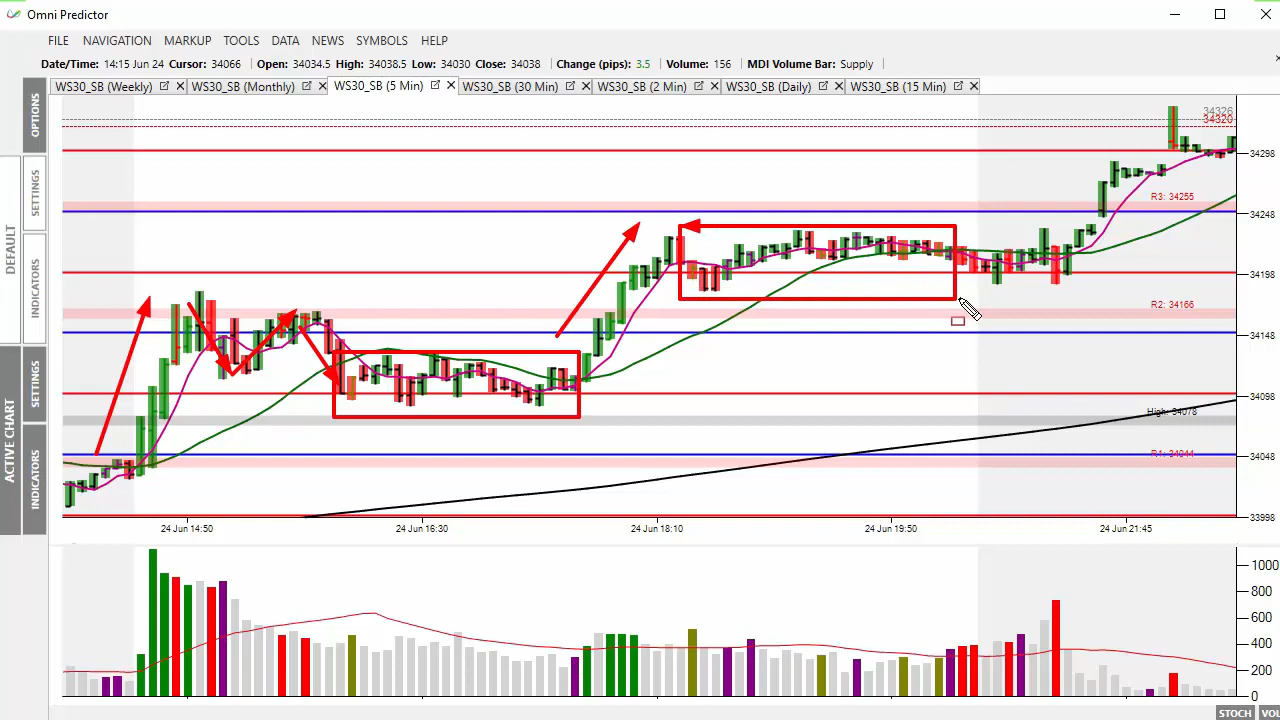 Omni Predictor
FILE NAVIGATION MARKUP TOOLS DATA NEWS SYMBOLS HELP
Date/Time: 14:15 Jun 24 Cursor: 34066 Open: 34034.5 High: 34038.5 Low: 34030 Close: 34038 Change (pips): 3.5 Volume: 156 MDI Volume Bar: Supply
WS30_SB (Weekly) WS30_SB (Monthly) WS30_SB (5 Min) WS30_SB (30 Min) WS30_SB (2 Min) WS30_SB (Daily) WS30_SB (15 Min)
OPTIONS
SETTINGS
DEFAULT
INDICATORS
SETTINGS
ACTIVE CHART
INDICATORS
34326
34320
34298
R3: 34255
34248
34198
R2: 34166
34148
High: 34078
34098
R1: 34044
34048
33998
24 Jun 14:50 24 Jun 16:30 24 Jun 18:10 24 Jun 19:50 24 Jun 21:45
1000
800
600
400
200
0
STOCH VOL